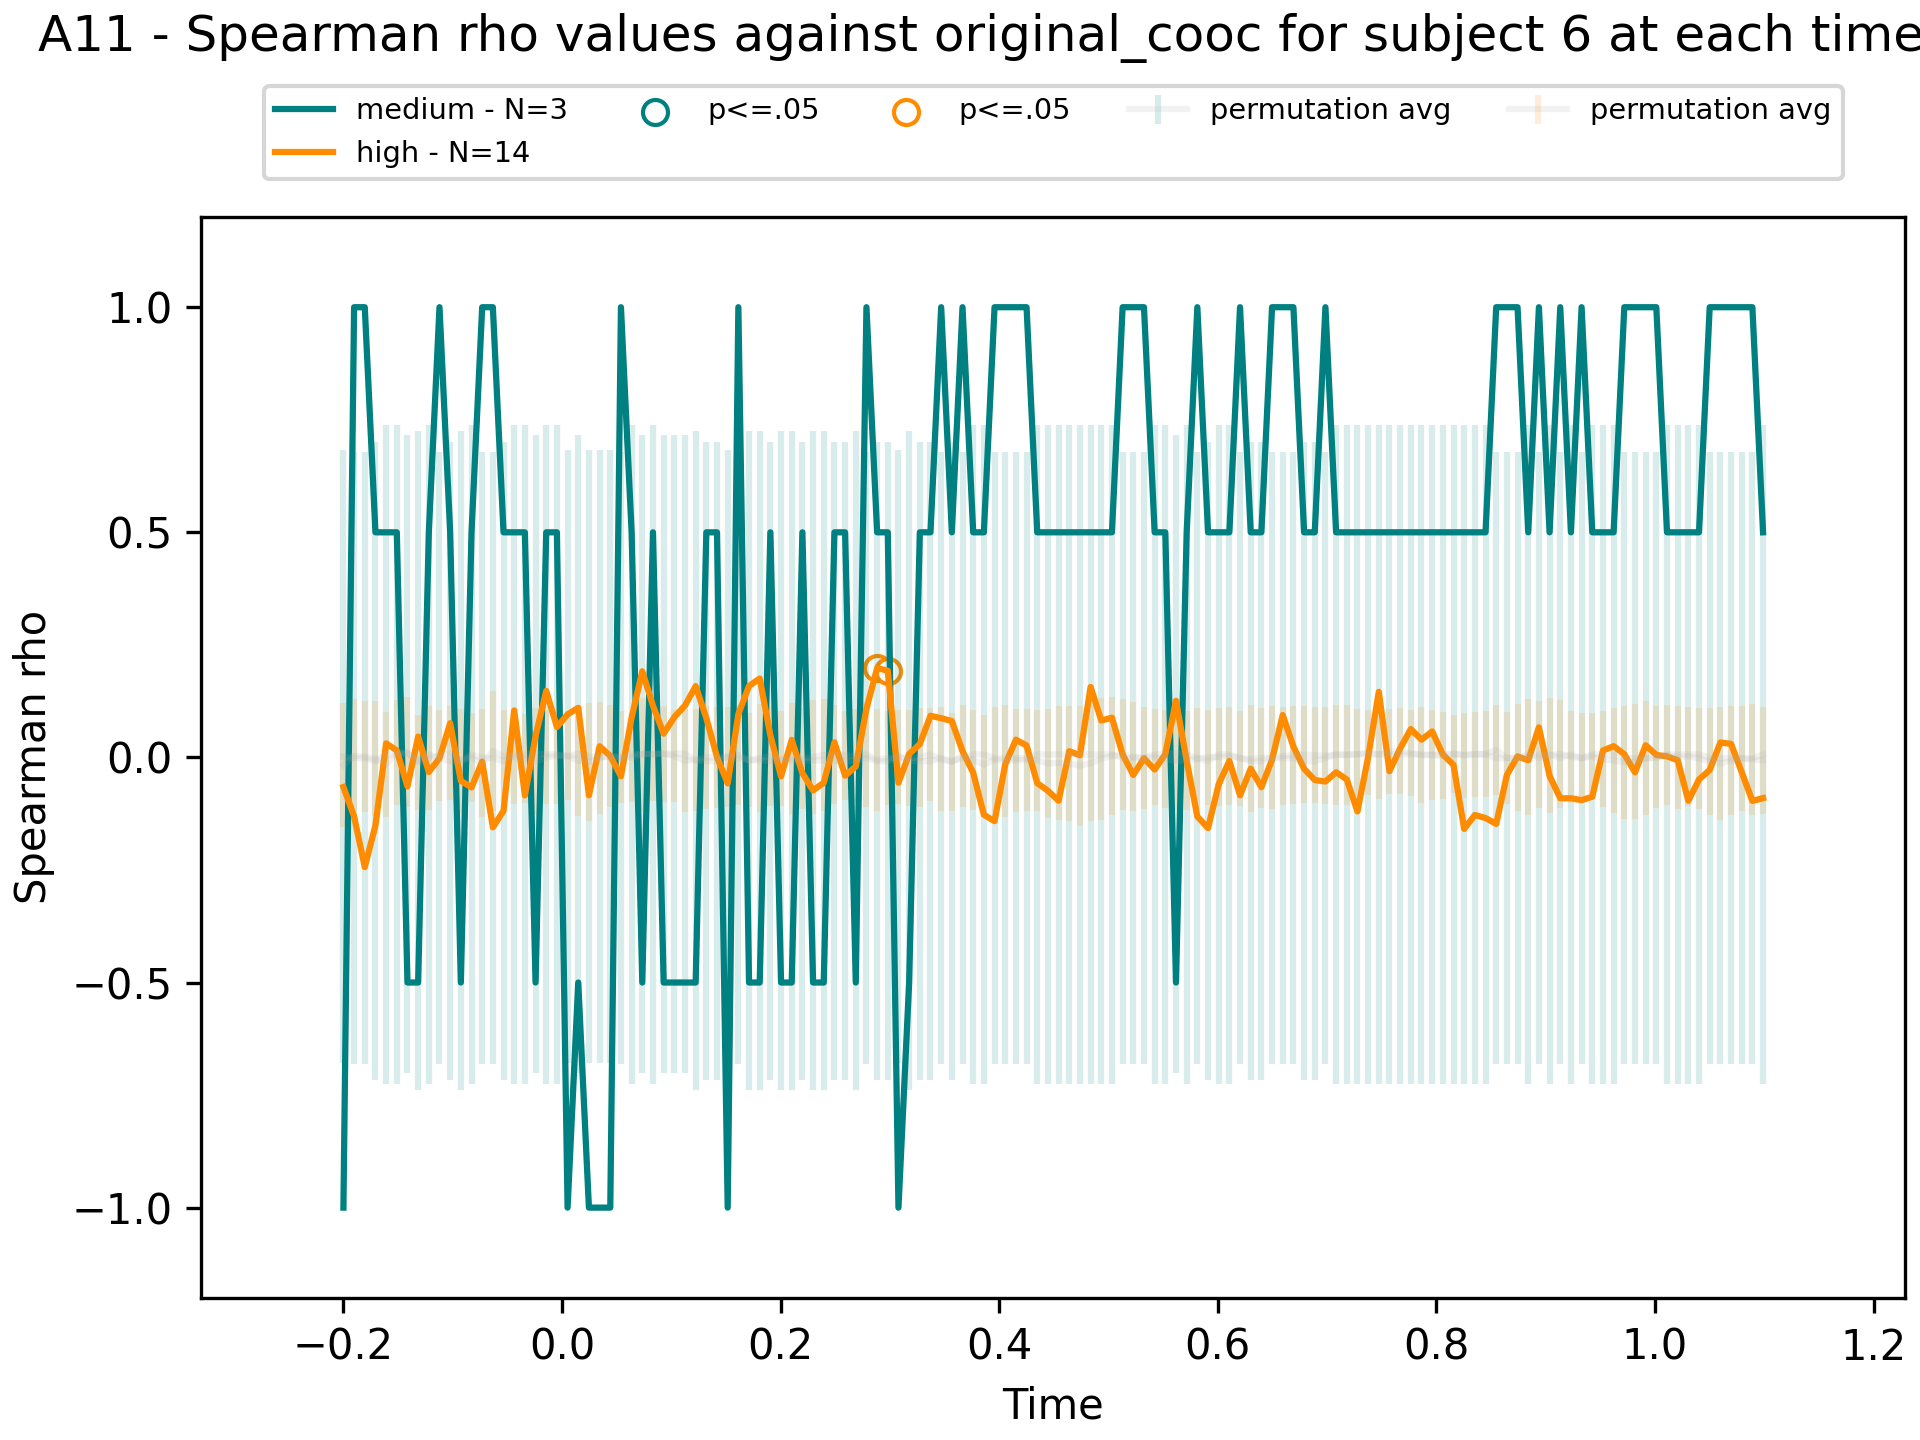 A11 - Spearman rho values against original_cooc for subject 6 at each time
medium - N=3
high - N=14
p<=.05
p<=.05
permutation avg
permutation avg
1.0
0.5
0.0
−0.5
−1.0
Spearman rho
−0.2 0.0 0.2 0.4 0.6 0.8 1.0 1.2
Time